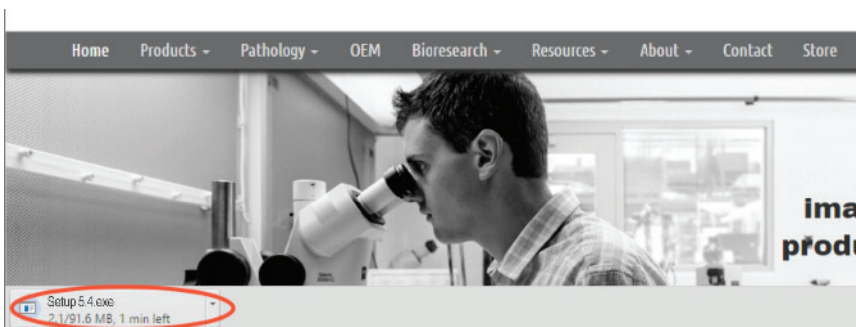 Home Products Pathology OEM Bioresearch Resources About Contact Store
ima
produ
Setup 5.4.exe
2.1/91.6 MB, 1 min left